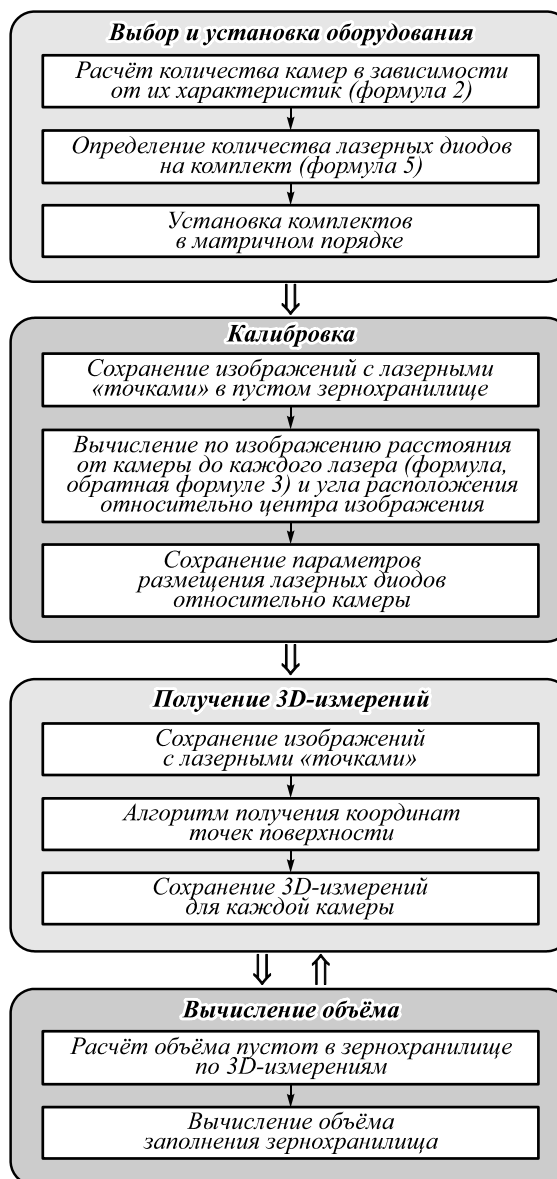 Выбор и установка оборудования
Расчёт количества камер в зависимости
от их характеристик (формула 2)
Определение количества лазерных диодов
на комплект (формула 5)
Установка комплектов
в матричном порядке
Калибровка
Сохранение изображений с лазерными
«точками» в пустом зернохранилище
Вычисление по изображению расстояния
от камеры до каждого лазера (формула,
обратная формуле 3) и угла расположения
относительно центра изображения
Сохранение параметров
размещения лазерных диодов
относительно камеры
Получение 3D-измерений
Сохранение изображений
с лазерными «точками»
Алгоритм получения координат
точек поверхности
Сохранение 3D-измерений
для каждой камеры
Вычисление объёма
Расчёт объёма пустот в зернохранилище
по 3D-измерениям
Вычисление объёма
заполнения зернохранилища